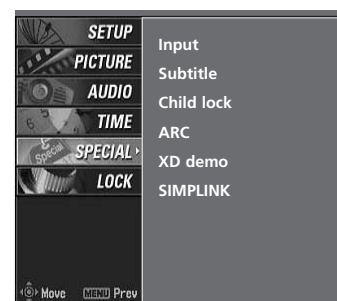 SETUP
PICTURE
AUDIO
TIME
SPECIAL
LOCK
Move MENU Prev
Input
Subtitle
Child lock
ARC
XD demo
SIMPLINK